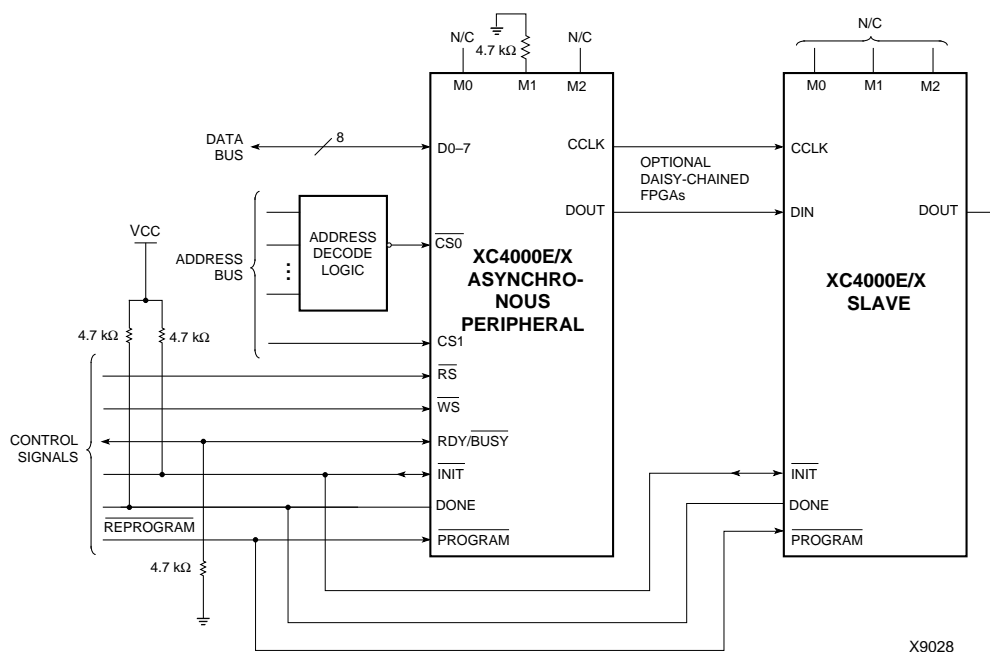 N/C
4.7 kΩ
N/C
N/C
M0
M1
M2
M0
M1
M2
DATA
BUS
8
D0–7
CCLK
CCLK
OPTIONAL
DAISY-CHAINED
FPGAs
DOUT
DIN
DOUT
VCC
ADDRESS
BUS
ADDRESS
DECODE
LOGIC
CS0
XC4000E/X
ASYNCHRO-
NOUS
PERIPHERAL
XC4000E/X
SLAVE
4.7 kΩ
4.7 kΩ
CS1
RS
WS
CONTROL
SIGNALS
RDY/BUSY
INIT
INIT
DONE
DONE
REPROGRAM
PROGRAM
PROGRAM
4.7 kΩ
X9028